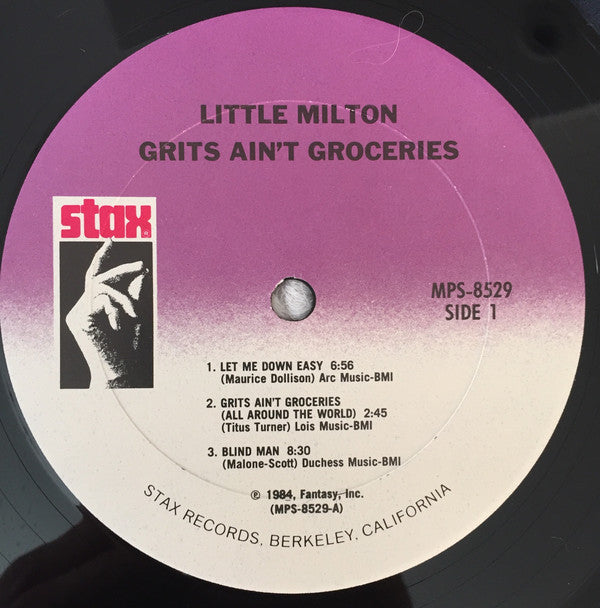 LITTLE MILTON
GRITS AIN'T GROCERIES
stax®
MPS-8529
SIDE 1
1. LET ME DOWN EASY 6:56
(Maurice Dollison) Arc Music-BMI
2. GRITS AIN'T GROCERIES
(ALL AROUND THE WORLD) 2:45
(Titus Turner) Lois Music-BMI
3. BLIND MAN 8:30
(Malone-Scott) Duchess Music-BMI
℗ 1984, Fantasy, Inc.
(MPS-8529-A)
STAX RECORDS, BERKELEY, CALIFORNIA